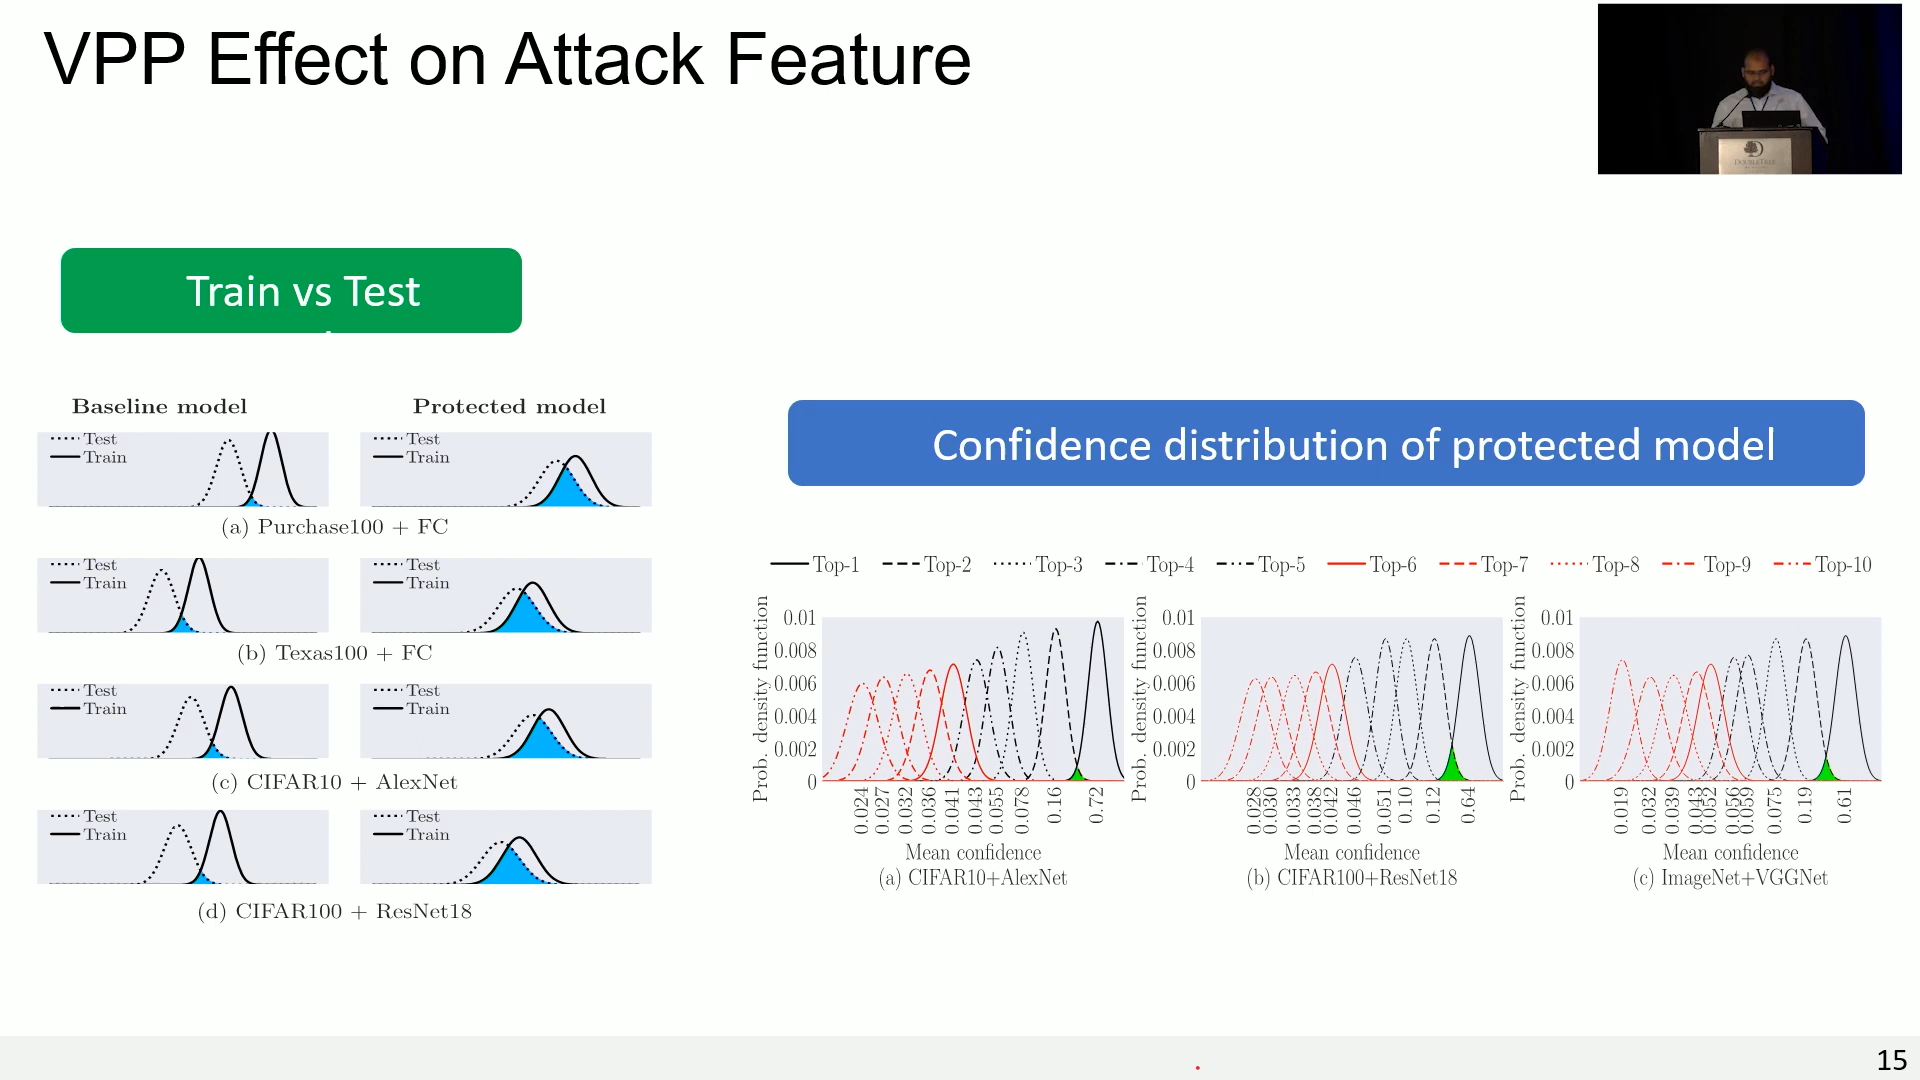 VPP Effect on Attack Feature
DOUBLETREE
Train vs Test
Baseline model
Protected model
Test
Train
Test
Train
(a) Purchase100 + FC
Test
Train
Test
Train
(b) Texas100 + FC
Test
Train
Test
Train
(c) CIFAR10 + AlexNet
Test
Train
Test
Train
(d) CIFAR100 + ResNet18
Confidence distribution of protected model
Top-1 Top-2 Top-3 Top-4 Top-5 Top-6 Top-7 Top-8 Top-9 Top-10
Prob. density function
0.01
0.008
0.006
0.004
0.002
0
0.024 0.027 0.032 0.036 0.041 0.043 0.055 0.078 0.16 0.72
Mean confidence
(a) CIFAR10+AlexNet
Prob. density function
0.01
0.008
0.006
0.004
0.002
0
0.028 0.030 0.033 0.038 0.042 0.046 0.051 0.10 0.12 0.64
Mean confidence
(b) CIFAR100+ResNet18
Prob. density function
0.01
0.008
0.006
0.004
0.002
0
0.019 0.032 0.039 0.043 0.052 0.056 0.059 0.075 0.19 0.61
Mean confidence
(c) ImageNet+VGGNet
15